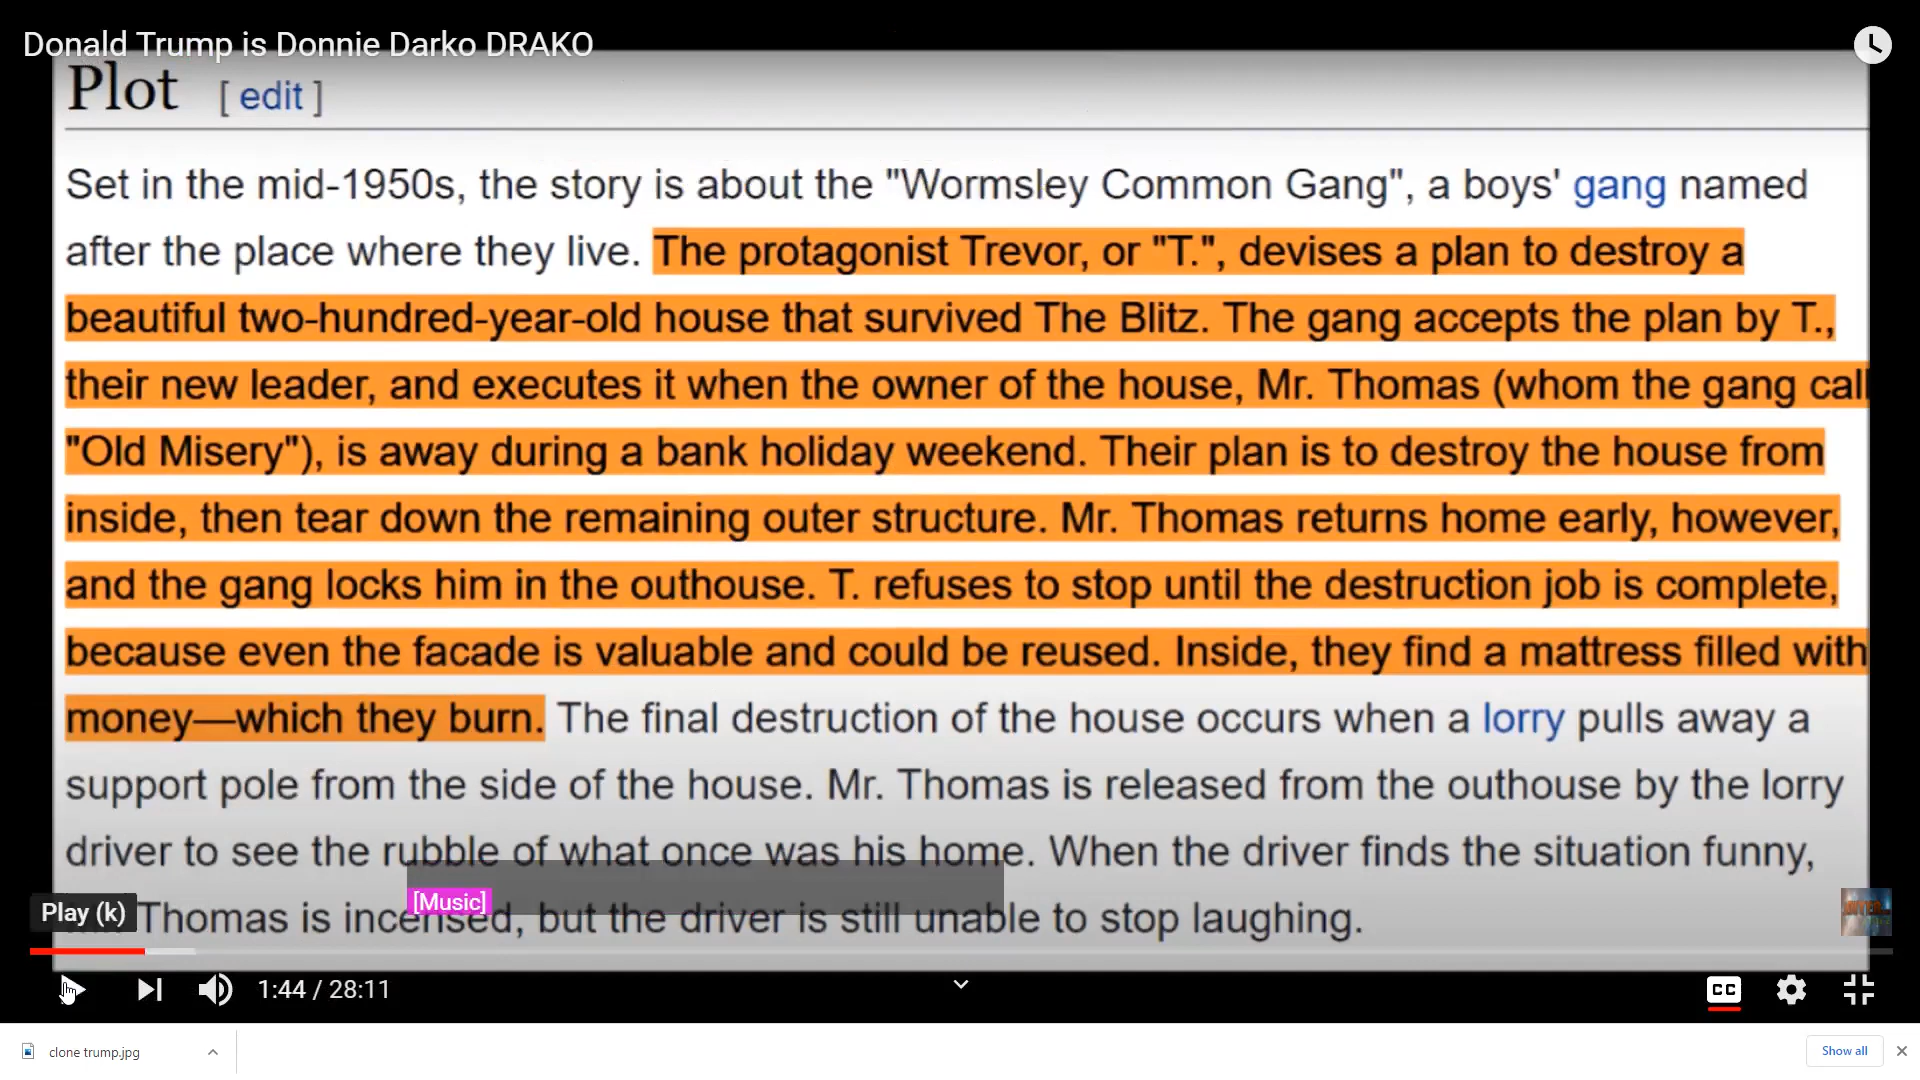 Donald Trump is Donnie Darko DRAKO
Plot [ edit ]
Set in the mid-1950s, the story is about the "Wormsley Common Gang", a boys' gang named
after the place where they live. The protagonist Trevor, or "T.", devises a plan to destroy a
beautiful two-hundred-year-old house that survived The Blitz. The gang accepts the plan by T.,
their new leader, and executes it when the owner of the house, Mr. Thomas (whom the gang call
"Old Misery"), is away during a bank holiday weekend. Their plan is to destroy the house from
inside, then tear down the remaining outer structure. Mr. Thomas returns home early, however,
and the gang locks him in the outhouse. T. refuses to stop until the destruction job is complete,
because even the facade is valuable and could be reused. Inside, they find a mattress filled with
money—which they burn. The final destruction of the house occurs when a lorry pulls away a
support pole from the side of the house. Mr. Thomas is released from the outhouse by the lorry
driver to see the rubble of what once was his home. When the driver finds the situation funny,
Thomas is incensed, but the driver is still unable to stop laughing.
[Music]
Play (k)
1:44 / 28:11
CC
clone trump.jpg
Show all